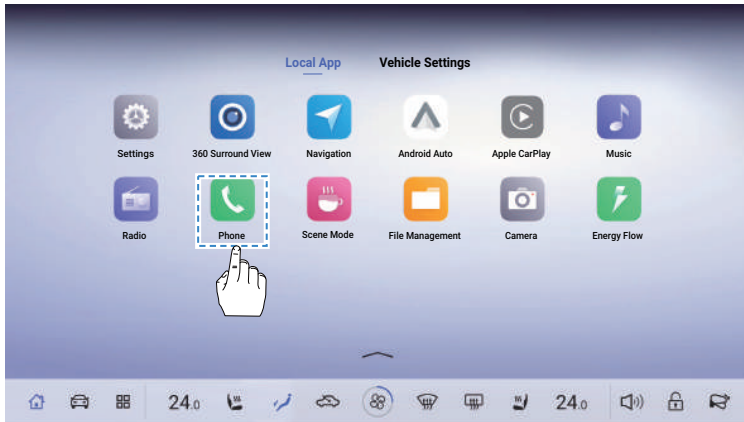 Local App Vehicle Settings
Settings 360 Surround View Navigation Android Auto Apple CarPlay Music
Radio Phone Scene Mode File Management Camera Energy Flow
24.0 24.0